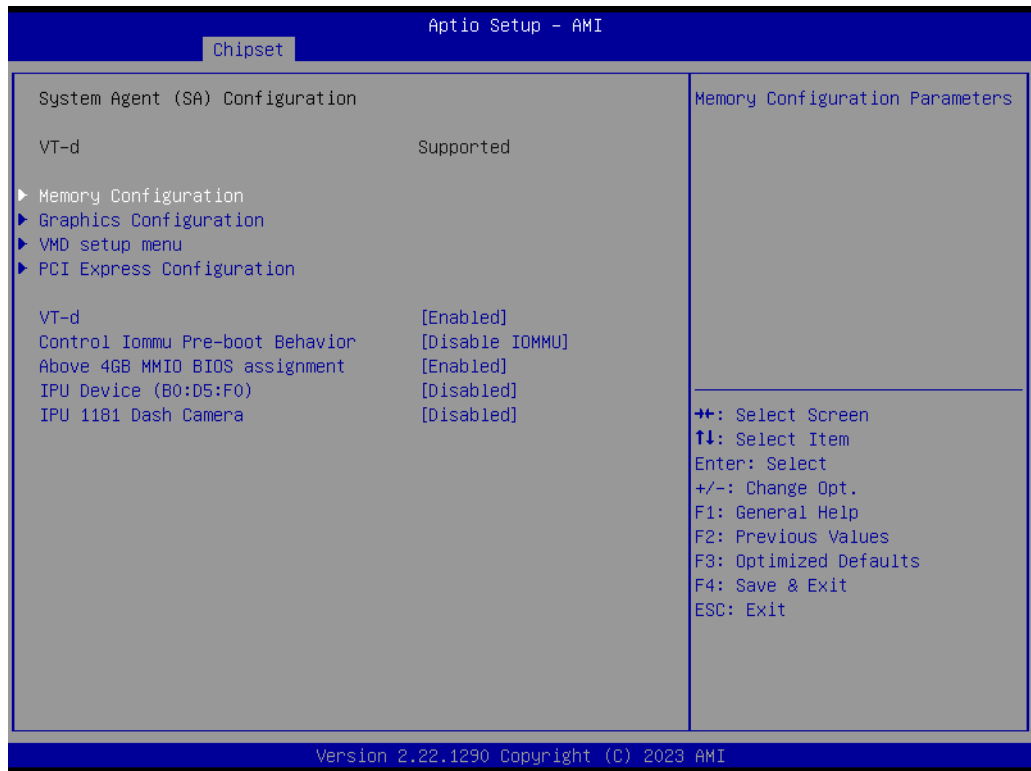 Aptio Setup – AMI
Chipset
System Agent (SA) Configuration
VT-d Supported
Memory Configuration
Graphics Configuration
VMD setup menu
PCI Express Configuration
VT-d [Enabled]
Control Iommu Pre-boot Behavior [Disable IOMMU]
Above 4GB MMIO BIOS assignment [Enabled]
IPU Device (B0:D5:F0) [Disabled]
IPU 1181 Dash Camera [Disabled]
Memory Configuration Parameters
→←: Select Screen
↑↓: Select Item
Enter: Select
+/-: Change Opt.
F1: General Help
F2: Previous Values
F3: Optimized Defaults
F4: Save & Exit
ESC: Exit
Version 2.22.1290 Copyright (C) 2023 AMI